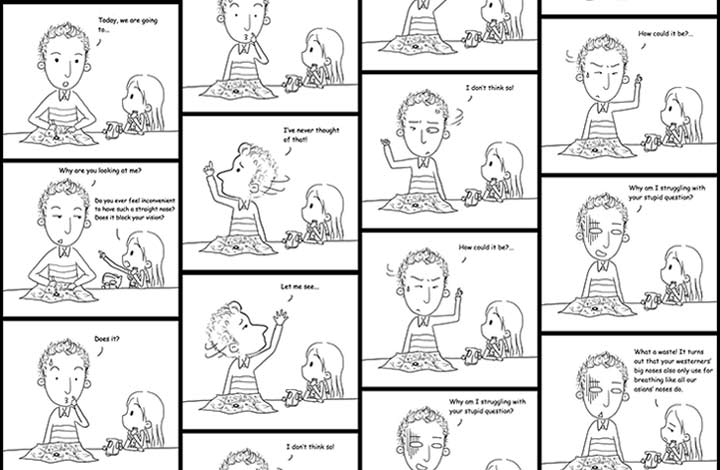 Today, we are going
to...
Why are you looking at me?
Do you ever feel inconvenient
to have such a straight nose?
Does it block your vision?
Does it?
I've never thought
of that!
Let me see...
I don't think so!
I don't think so!
How could it be?...
Why am I struggling with
your stupid question?
How could it be?...
Why am I struggling with
your stupid question?
What a waste! It turns
out that your westerners'
big noses also only use for
breathing like all our
asians' noses do.